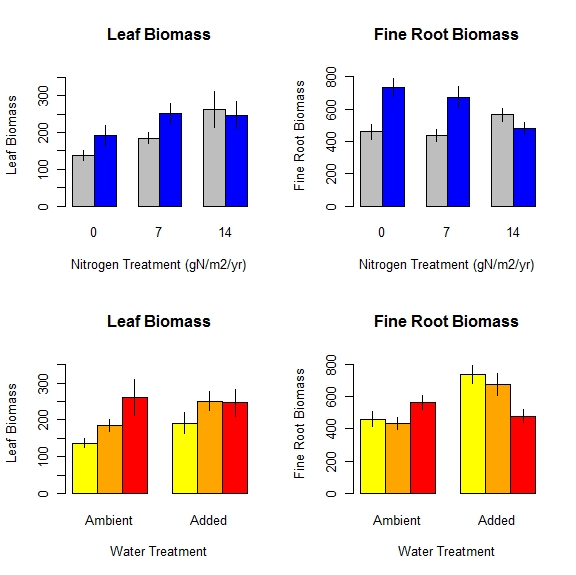 Leaf Biomass
Leaf Biomass
0 100 200 300
0 7 14
Nitrogen Treatment (gN/m2/yr)
Fine Root Biomass
Fine Root Biomass
0 200 400 600 800
0 7 14
Nitrogen Treatment (gN/m2/yr)
Leaf Biomass
Leaf Biomass
0 100 200 300
Ambient Added
Water Treatment
Fine Root Biomass
Fine Root Biomass
0 200 400 600 800
Ambient Added
Water Treatment